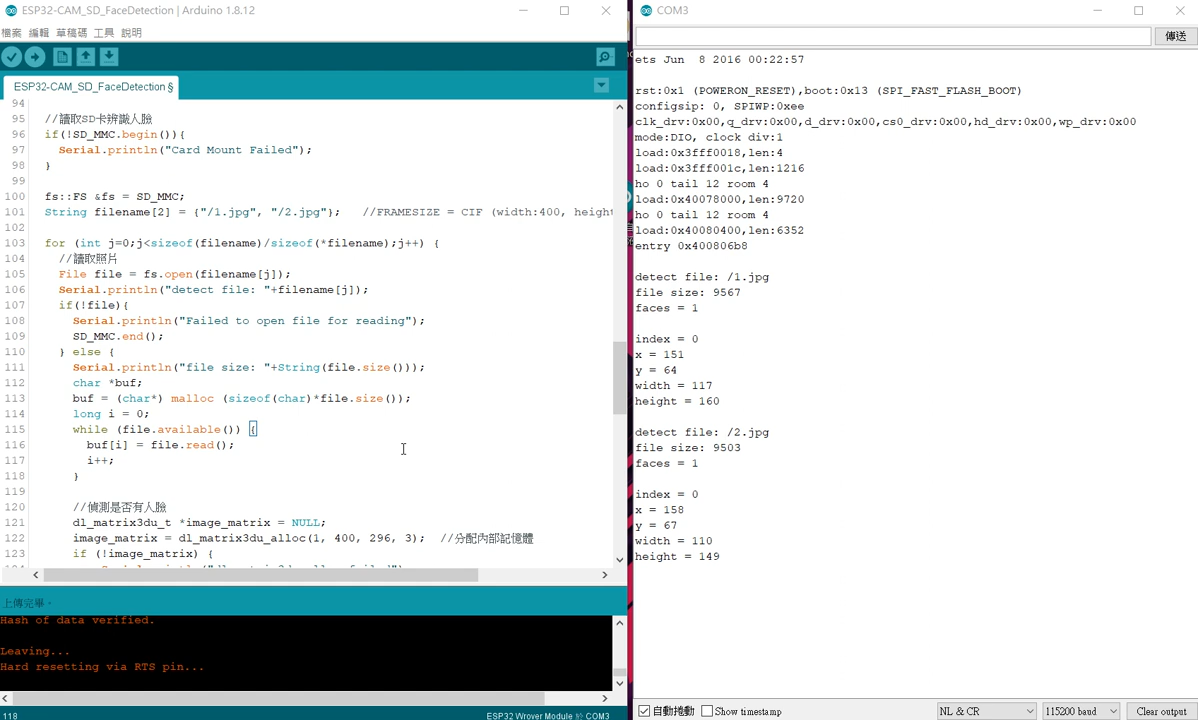 ESP32-CAM_SD_FaceDetection | Arduino 1.8.12
檔案 編輯 草稿碼 工具 說明
ESP32-CAM_SD_FaceDetection §
94
95 //讀取SD卡辨識人臉
96 if(!SD_MMC.begin()){
97 Serial.println("Card Mount Failed");
98 }
99
100 fs::FS &fs = SD_MMC;
101 String filename[2] = {"/1.jpg", "/2.jpg"}; //FRAMESIZE = CIF (width:400, height
102
103 for (int j=0;j<sizeof(filename)/sizeof(*filename);j++) {
104 //讀取照片
105 File file = fs.open(filename[j]);
106 Serial.println("detect file: "+filename[j]);
107 if(!file){
108 Serial.println("Failed to open file for reading");
109 SD_MMC.end();
110 } else {
111 Serial.println("file size: "+String(file.size()));
112 char *buf;
113 buf = (char*) malloc (sizeof(char)*file.size());
114 long i = 0;
115 while (file.available()) {
116 buf[i] = file.read();
117 i++;
118 }
119
120 //偵測是否有人臉
121 dl_matrix3du_t *image_matrix = NULL;
122 image_matrix = dl_matrix3du_alloc(1, 400, 296, 3); //分配內部記憶體
123 if (!image_matrix) {
上傳完畢。
Hash of data verified.
Leaving...
Hard resetting via RTS pin...
118
ESP32 Wrover Module 於 COM3
COM3
傳送
ets Jun 8 2016 00:22:57
rst:0x1 (POWERON_RESET),boot:0x13 (SPI_FAST_FLASH_BOOT)
configsip: 0, SPIWP:0xee
clk_drv:0x00,q_drv:0x00,d_drv:0x00,cs0_drv:0x00,hd_drv:0x00,wp_drv:0x00
mode:DIO, clock div:1
load:0x3fff0018,len:4
load:0x3fff001c,len:1216
ho 0 tail 12 room 4
load:0x40078000,len:9720
ho 0 tail 12 room 4
load:0x40080400,len:6352
entry 0x400806b8
detect file: /1.jpg
file size: 9567
faces = 1
index = 0
x = 151
y = 64
width = 117
height = 160
detect file: /2.jpg
file size: 9503
faces = 1
index = 0
x = 158
y = 67
width = 110
height = 149
自動捲動 Show timestamp NL & CR 115200 baud Clear output